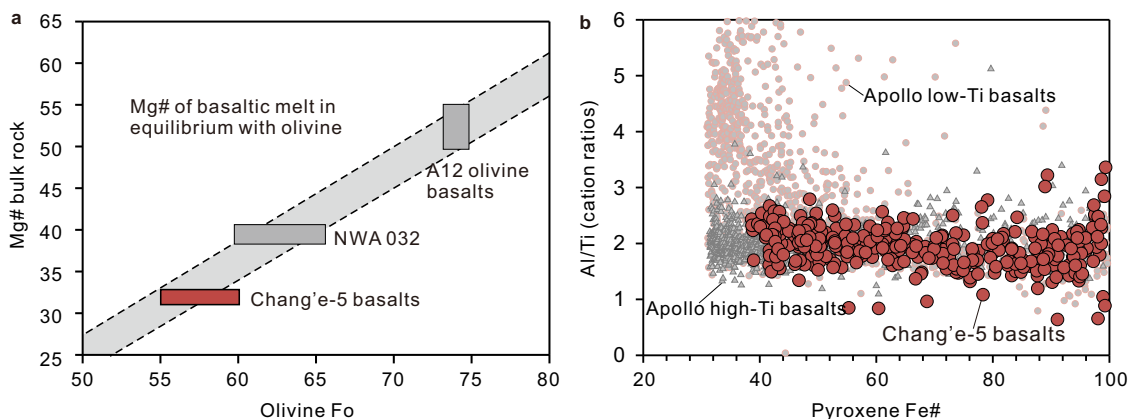 a
65
60
55
50
45
40
35
30
25
Mg# bulk rock
Mg# of basaltic melt in
equilibrium with olivine
A12 olivine
basalts
NWA 032
Chang'e-5 basalts
50 55 60 65 70 75 80
Olivine Fo
b
6
5
4
3
2
1
0
Al/Ti (cation ratios)
Apollo low-Ti basalts
Apollo high-Ti basalts
Chang'e-5 basalts
20 40 60 80 100
Pyroxene Fe#